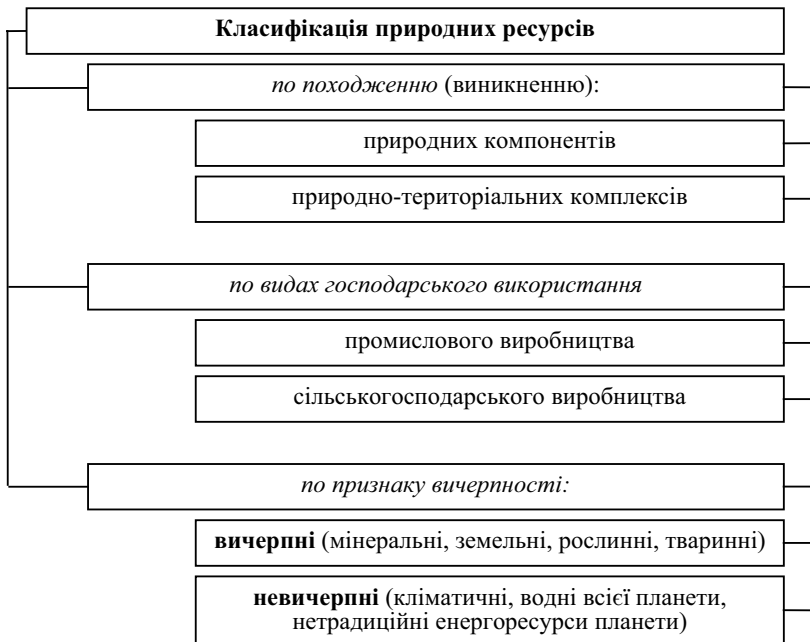 Класифікація природних ресурсів
по походженню (виникненню):
природних компонентів
природно-територіальних комплексів
по видах господарського використання
промислового виробництва
сільськогосподарського виробництва
по признаку вичерпності:
вичерпні (мінеральні, земельні, рослинні, тваринні)
невичерпні (кліматичні, водні всієї планети,
нетрадиційні енергоресурси планети)